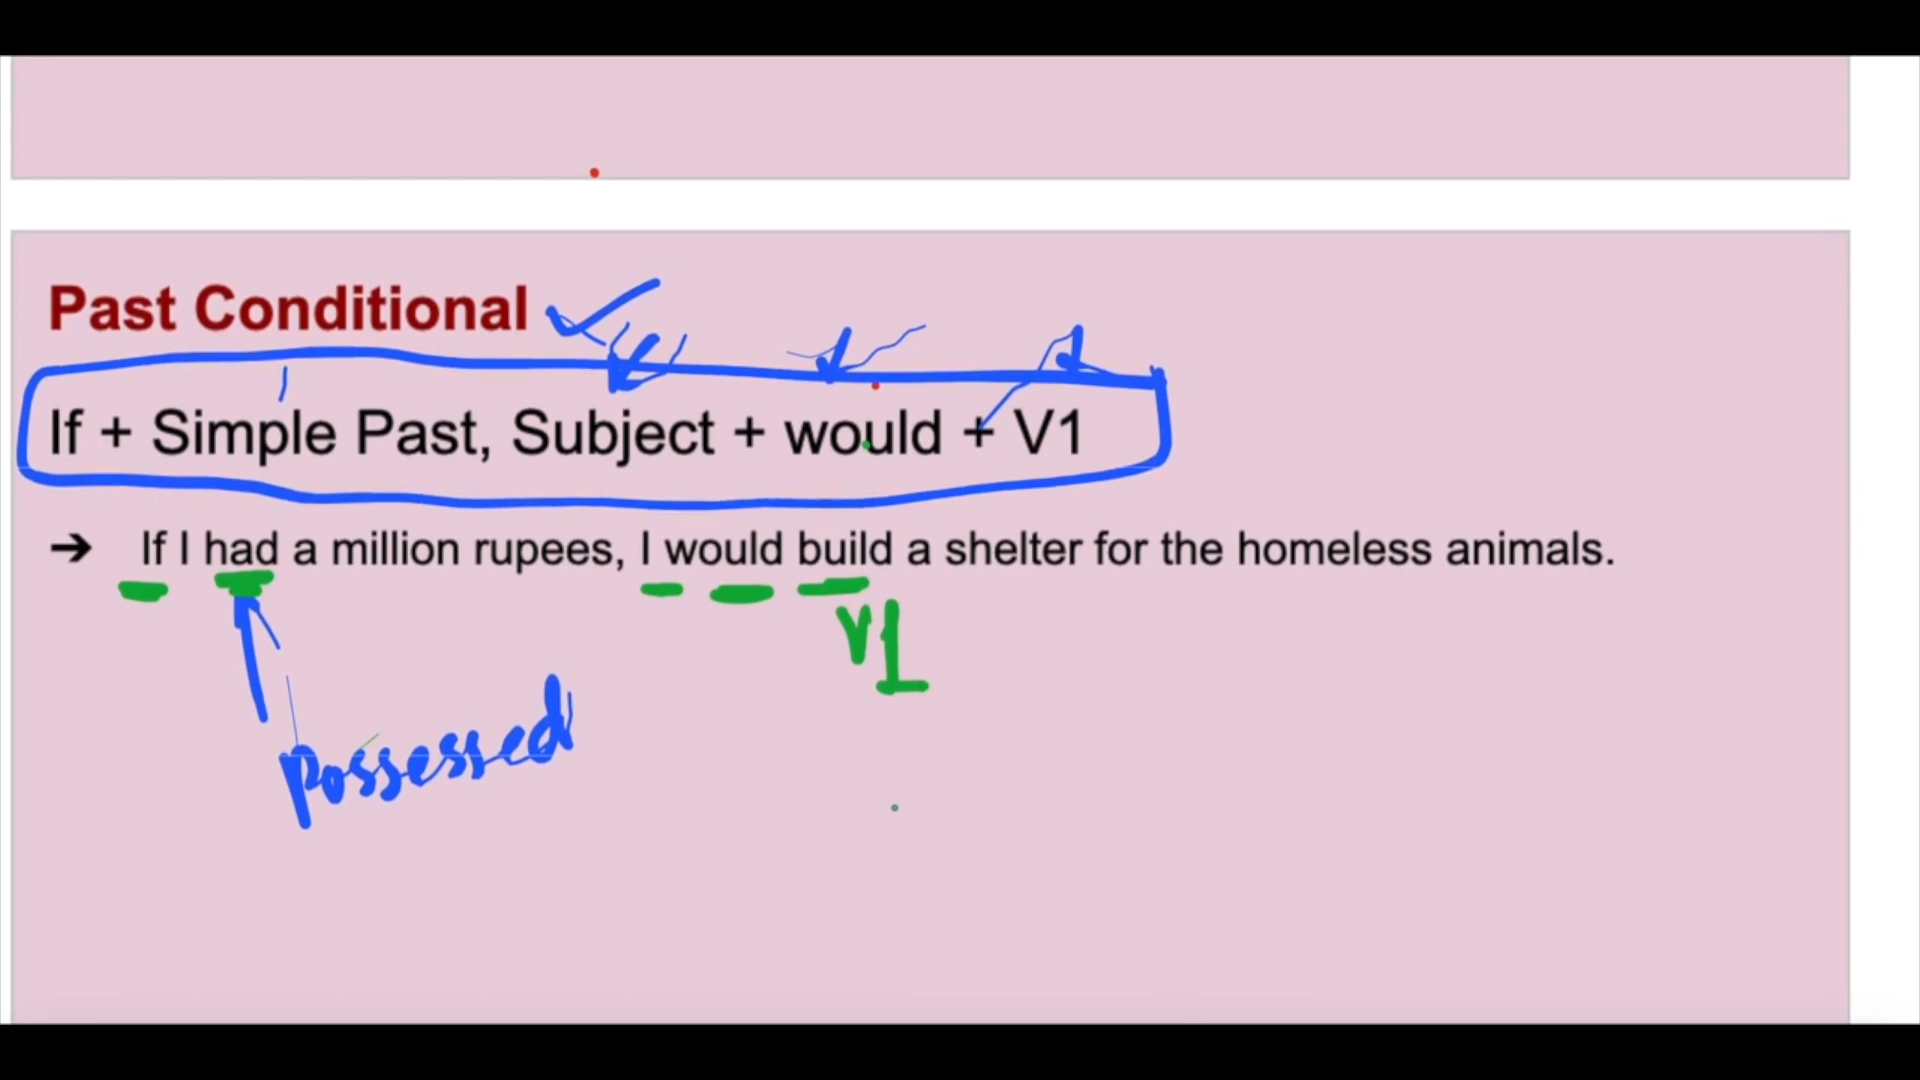 Past Conditional
If + Simple Past, Subject + would + V1
➔ If I had a million rupees, I would build a shelter for the homeless animals.
V1
Possessed